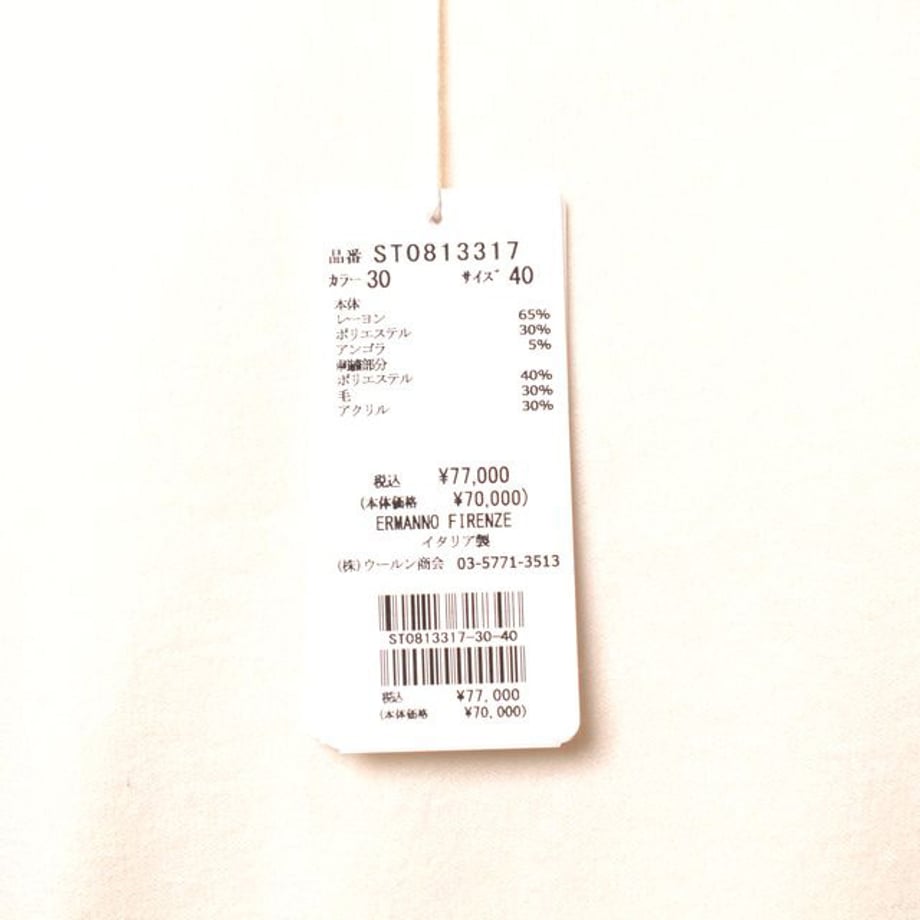 品番 ST0813317
カラー 30 サイズ 40
本体
レーヨン 65%
ポリエステル 30%
アンゴラ 5%
刺繍部分
ポリエステル 40%
毛 30%
アクリル 30%
税込 ¥77,000
(本体価格 ¥70,000)
ERMANNO FIRENZE
イタリア製
(株)ウールン商会 03-5771-3513
ST0813317-30-40
税込 ¥77,000
(本体価格 ¥70,000)